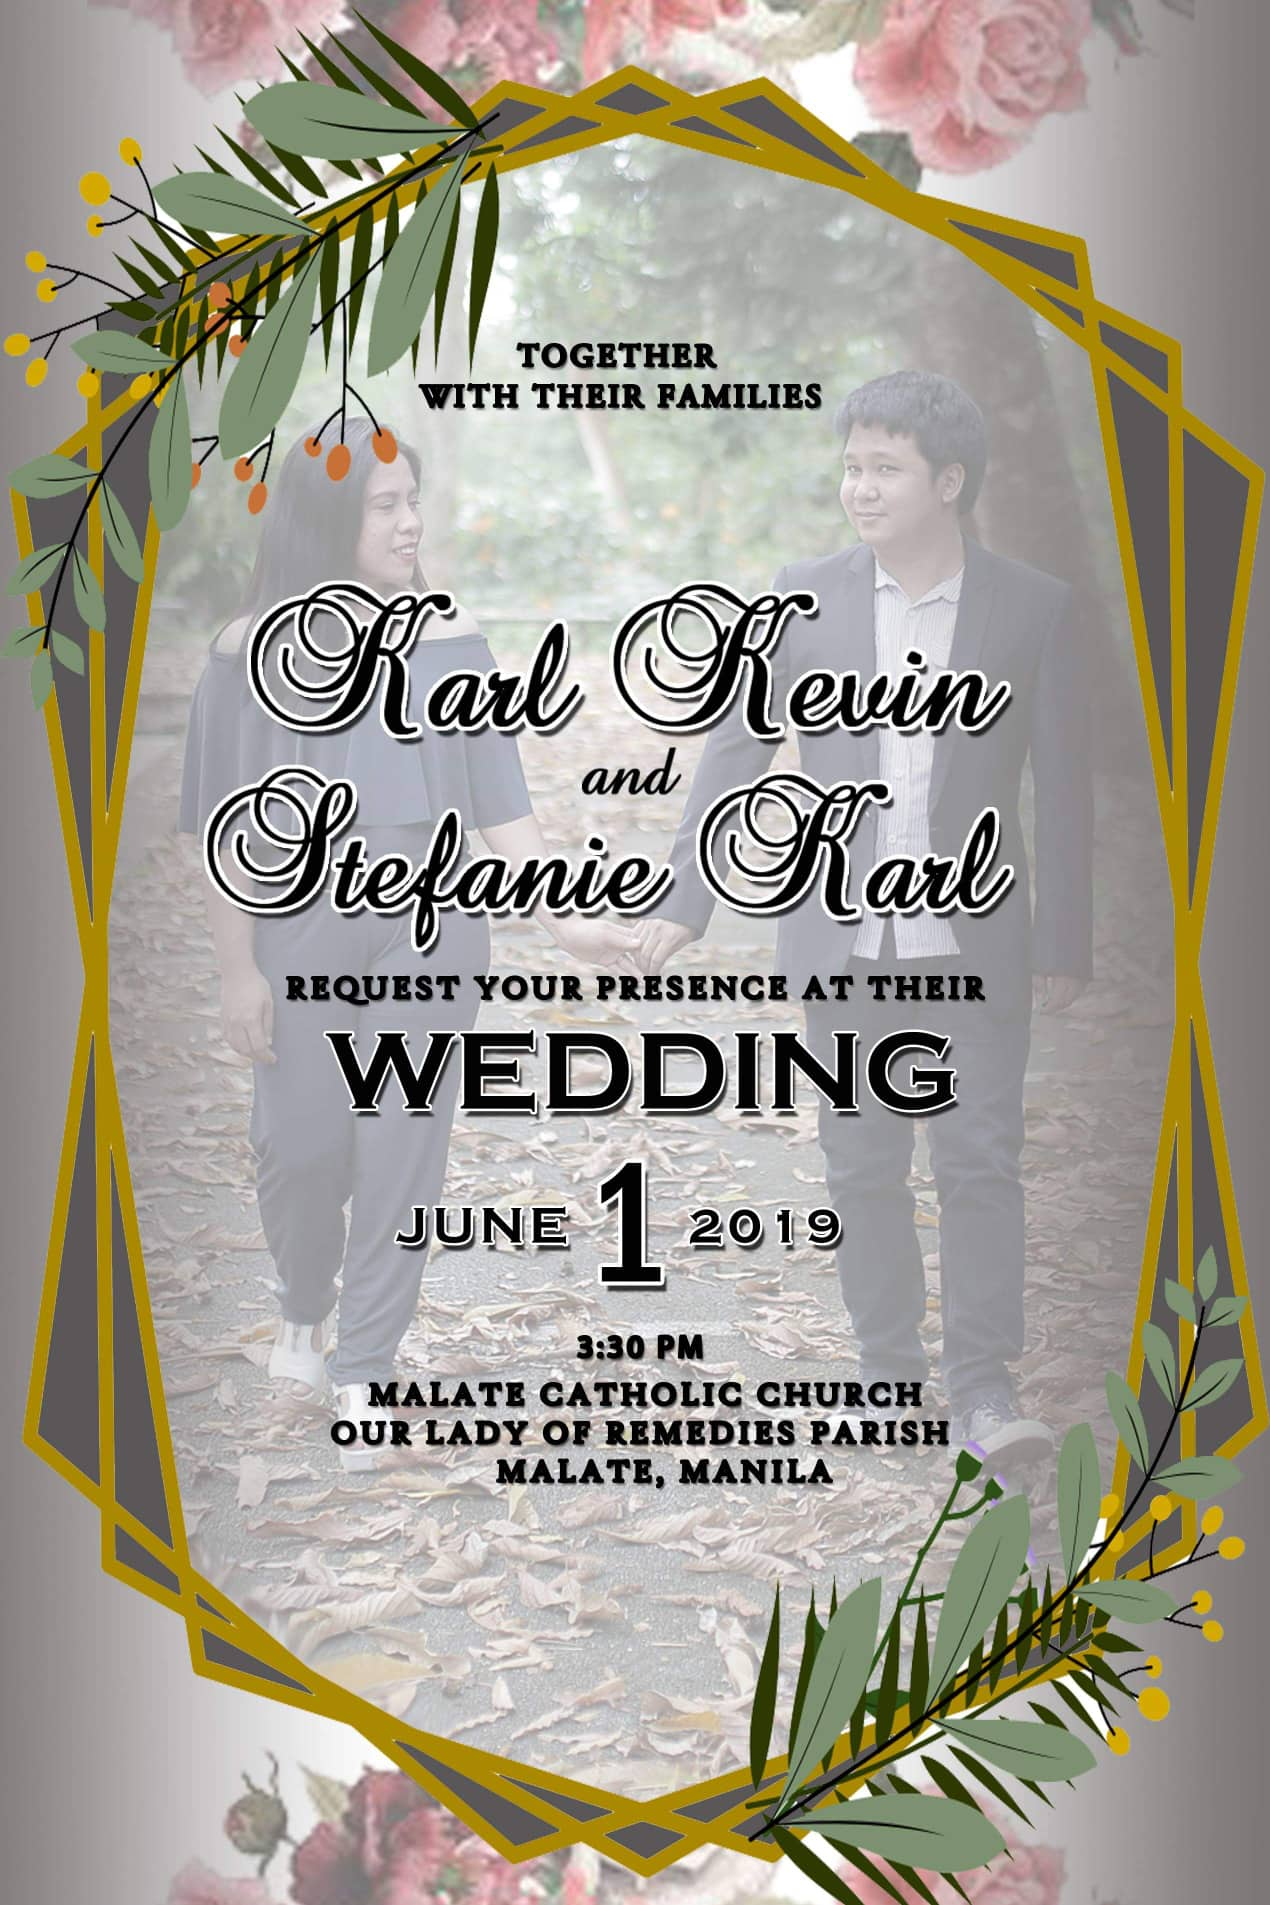 TOGETHER
WITH THEIR FAMILIES
Karl Kevin
and
Stefanie Karl
REQUEST YOUR PRESENCE AT THEIR
WEDDING
JUNE 1 2019
3:30 PM
MALATE CATHOLIC CHURCH
OUR LADY OF REMEDIES PARISH
MALATE, MANILA